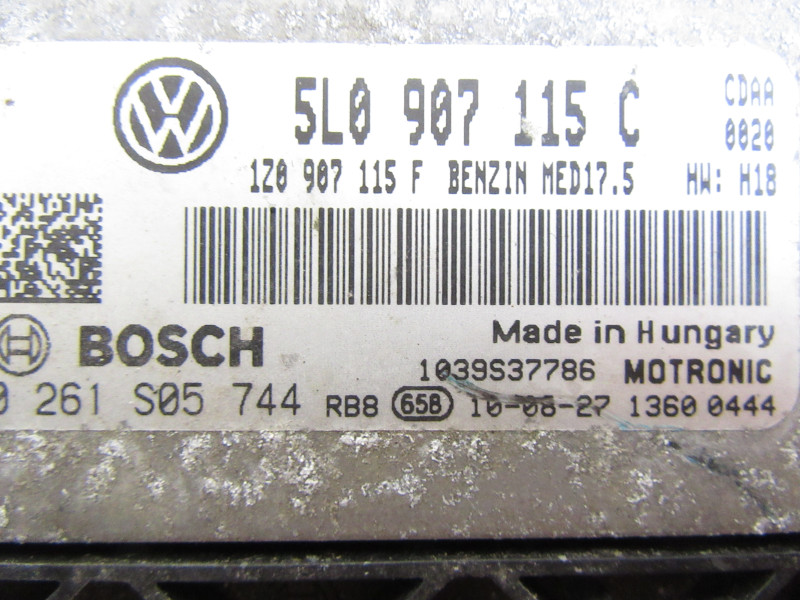 5L0 907 115 C
CDAA
0020
1Z0 907 115 F BENZIN MED17.5 HW: H18
BOSCH
Made in Hungary
1039S37786 MOTRONIC
0 261 S05 744 RB8 658 10-08-27 1360 0444